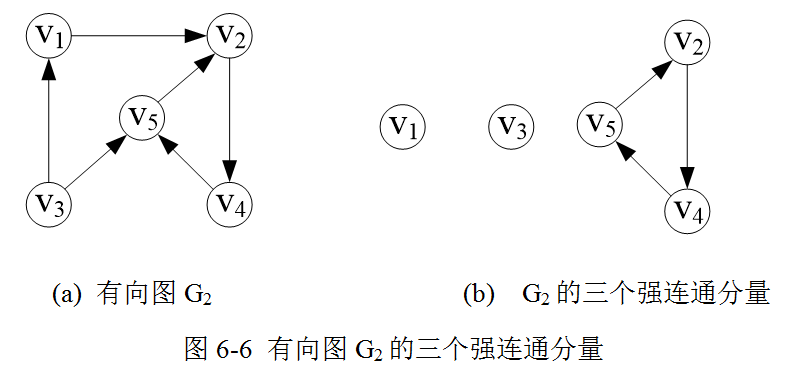 V1 V2 V2
V5 V1 V3 V5
V3 V4 V4
(a) 有向图 G2 (b) G2 的三个强连通分量
图 6-6 有向图 G2 的三个强连通分量